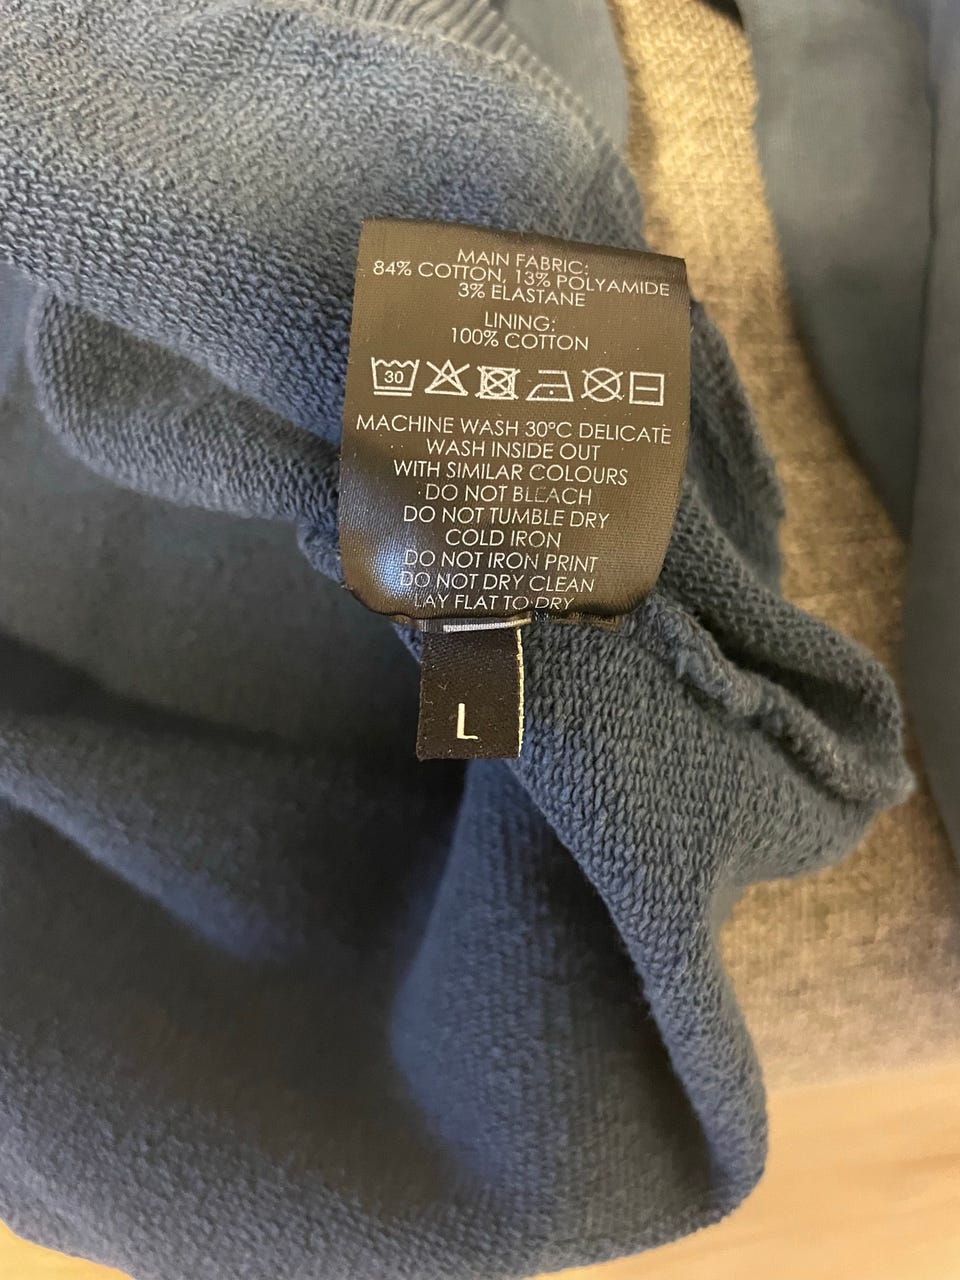 MAIN FABRIC:
84% COTTON, 13% POLYAMIDE
3% ELASTANE
LINING:
100% COTTON
30
MACHINE WASH 30°C DELICATE
WASH INSIDE OUT
WITH SIMILAR COLOURS
DO NOT BLEACH
DO NOT TUMBLE DRY
COLD IRON
DO NOT IRON PRINT
DO NOT DRY CLEAN
LAY FLAT TO DRY
L